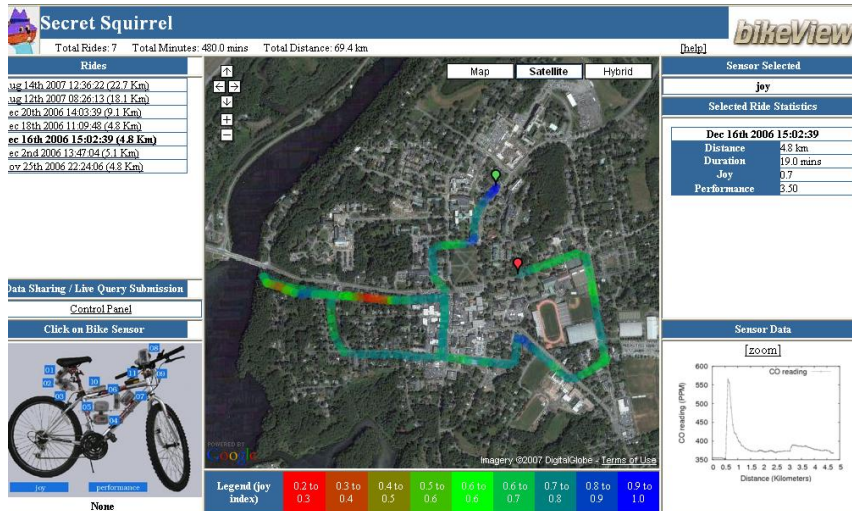 Secret Squirrel
bikeView
Total Rides: 7 Total Minutes: 480.0 mins Total Distance: 69.4 km
[help]
Rides
ug 14th 2007 12:36:22 (22.7 Km)
ug 12th 2007 08:26:13 (18.1 Km)
ec 20th 2006 14:03:39 (9.1 Km)
ec 18th 2006 11:09:48 (4.8 Km)
ec 16th 2006 15:02:39 (4.8 Km)
ec 2nd 2006 13:47:04 (5.1 Km)
ov 25th 2006 22:24:06 (4.8 Km)
Data Sharing / Live Query Submission
Control Panel
Click on Bike Sensor
01
02
03
10
05
06
04
11
07
08
09
joy
performance
None
Map
Satellite
Hybrid
POWERED BY
Google
Imagery ©2007 DigitalGlobe - Terms of Use
Legend (joy index)
0.2 to 0.3
0.3 to 0.4
0.4 to 0.5
0.5 to 0.6
0.6 to 0.6
0.6 to 0.7
0.7 to 0.8
0.8 to 0.9
0.9 to 1.0
Sensor Selected
joy
Selected Ride Statistics
Dec 16th 2006 15:02:39
Distance 4.8 km
Duration 19.0 mins
Joy 0.7
Performance 3.50
Sensor Data
[zoom]
CO reading
CO reading (PPM)
600
550
500
450
400
350
0 0.5 1 1.5 2 2.5 3 3.5 4 4.5 5
Distance (Kilometers)